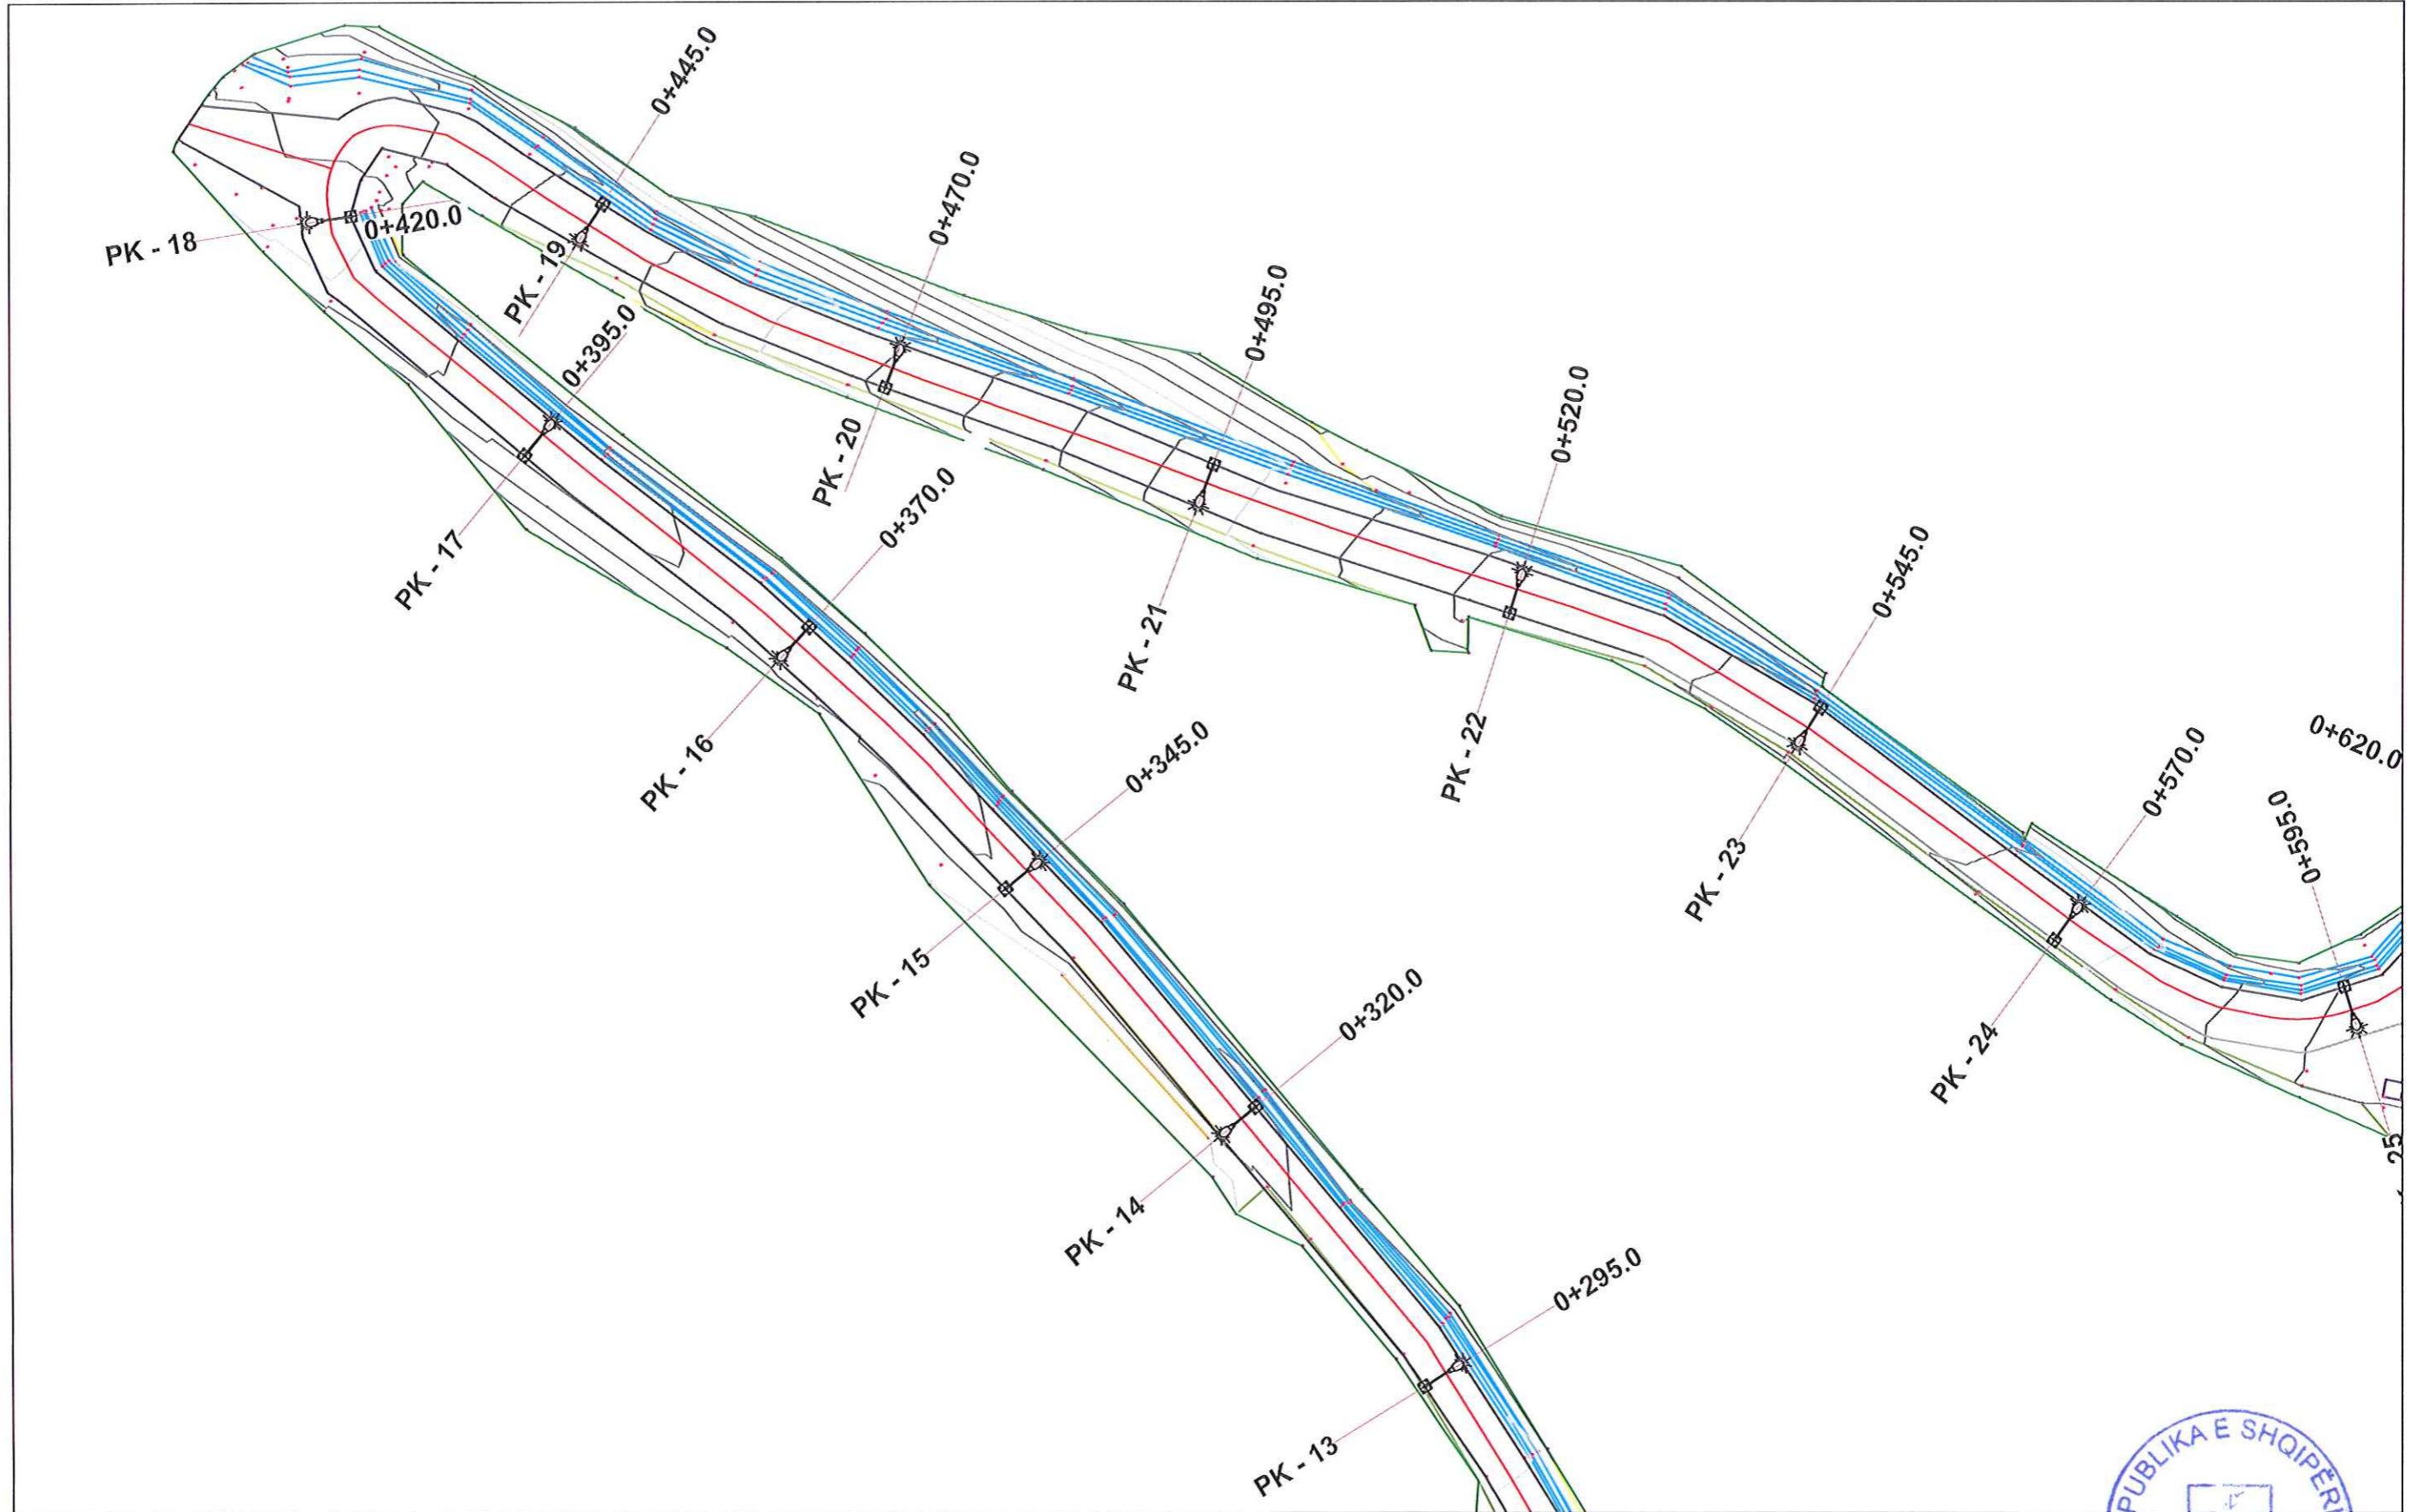 0+445.0
0+470.0
0+420.0
PK - 18
PK - 19
0+495.0
0+395.0
0+520.0
PK - 20
0+370.0
PK - 17
0+545.0
PK - 21
0+620.0
PK - 16
0+345.0
PK - 22
0+570.0
0+595.0
PK - 23
PK - 15
0+320.0
PK - 24
25
PK - 14
0+295.0
PK - 13
PUBLIKA E SHQIPËRI